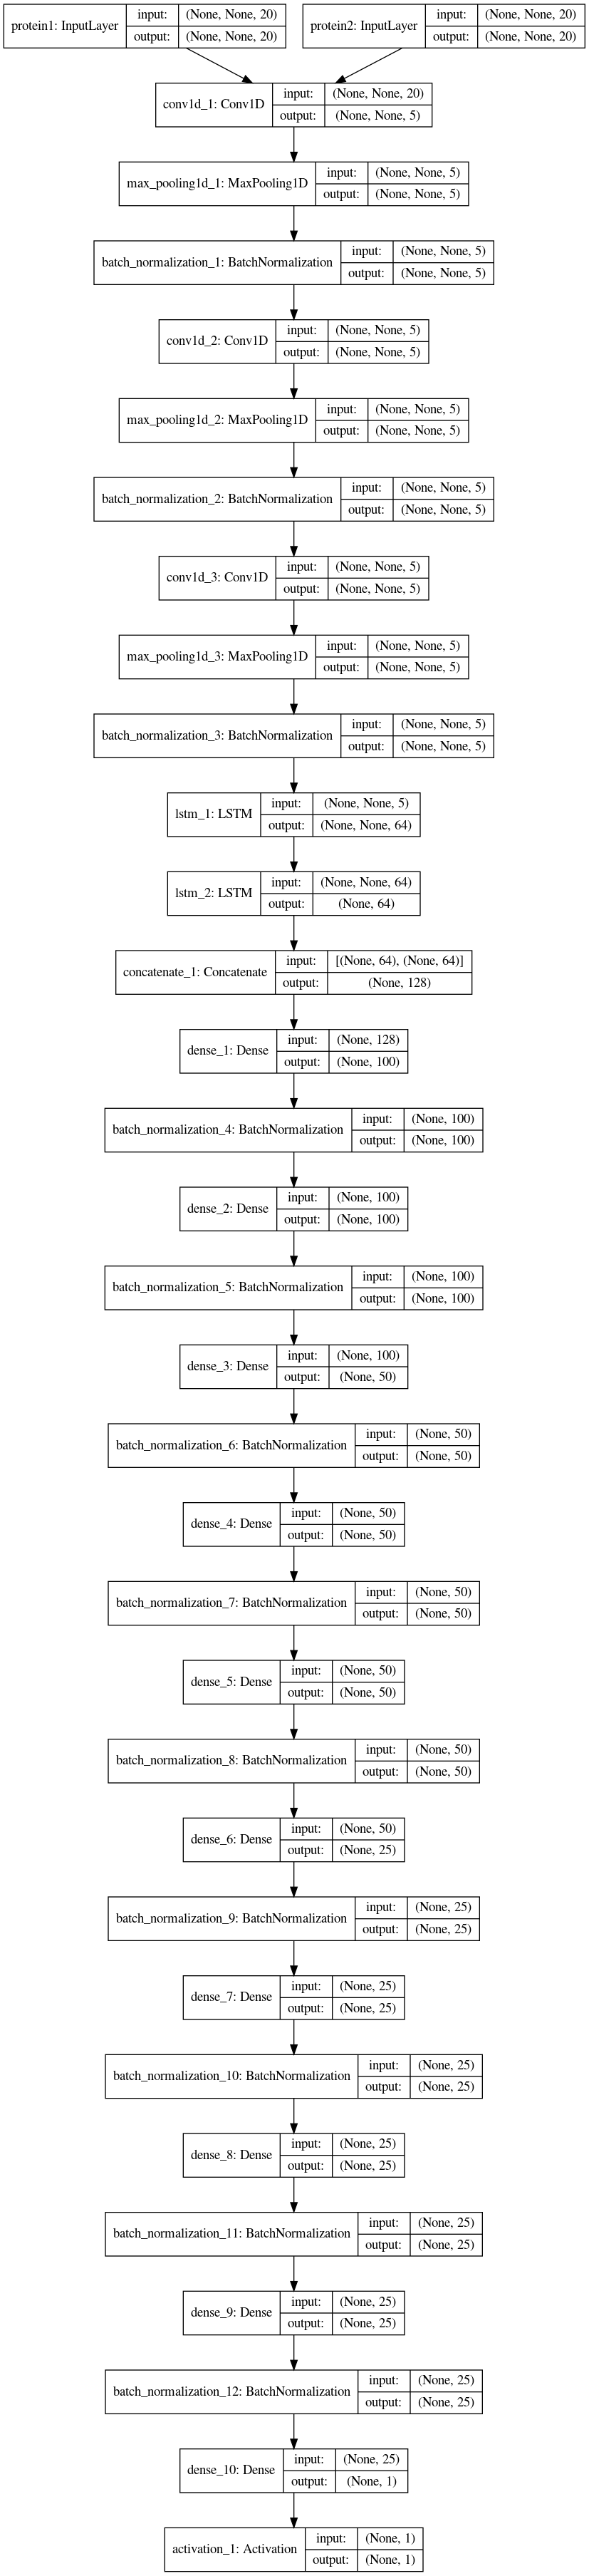 protein1: InputLayer input: (None, None, 20) protein2: InputLayer input: (None, None, 20)
output: (None, None, 20) output: (None, None, 20)
conv1d_1: Conv1D input: (None, None, 20)
output: (None, None, 5)
max_pooling1d_1: MaxPooling1D input: (None, None, 5)
output: (None, None, 5)
batch_normalization_1: BatchNormalization input: (None, None, 5)
output: (None, None, 5)
conv1d_2: Conv1D input: (None, None, 5)
output: (None, None, 5)
max_pooling1d_2: MaxPooling1D input: (None, None, 5)
output: (None, None, 5)
batch_normalization_2: BatchNormalization input: (None, None, 5)
output: (None, None, 5)
conv1d_3: Conv1D input: (None, None, 5)
output: (None, None, 5)
max_pooling1d_3: MaxPooling1D input: (None, None, 5)
output: (None, None, 5)
batch_normalization_3: BatchNormalization input: (None, None, 5)
output: (None, None, 5)
lstm_1: LSTM input: (None, None, 5)
output: (None, None, 64)
lstm_2: LSTM input: (None, None, 64)
output: (None, 64)
concatenate_1: Concatenate input: [(None, 64), (None, 64)]
output: (None, 128)
dense_1: Dense input: (None, 128)
output: (None, 100)
batch_normalization_4: BatchNormalization input: (None, 100)
output: (None, 100)
dense_2: Dense input: (None, 100)
output: (None, 100)
batch_normalization_5: BatchNormalization input: (None, 100)
output: (None, 100)
dense_3: Dense input: (None, 100)
output: (None, 50)
batch_normalization_6: BatchNormalization input: (None, 50)
output: (None, 50)
dense_4: Dense input: (None, 50)
output: (None, 50)
batch_normalization_7: BatchNormalization input: (None, 50)
output: (None, 50)
dense_5: Dense input: (None, 50)
output: (None, 50)
batch_normalization_8: BatchNormalization input: (None, 50)
output: (None, 50)
dense_6: Dense input: (None, 50)
output: (None, 25)
batch_normalization_9: BatchNormalization input: (None, 25)
output: (None, 25)
dense_7: Dense input: (None, 25)
output: (None, 25)
batch_normalization_10: BatchNormalization input: (None, 25)
output: (None, 25)
dense_8: Dense input: (None, 25)
output: (None, 25)
batch_normalization_11: BatchNormalization input: (None, 25)
output: (None, 25)
dense_9: Dense input: (None, 25)
output: (None, 25)
batch_normalization_12: BatchNormalization input: (None, 25)
output: (None, 25)
dense_10: Dense input: (None, 25)
output: (None, 1)
activation_1: Activation input: (None, 1)
output: (None, 1)